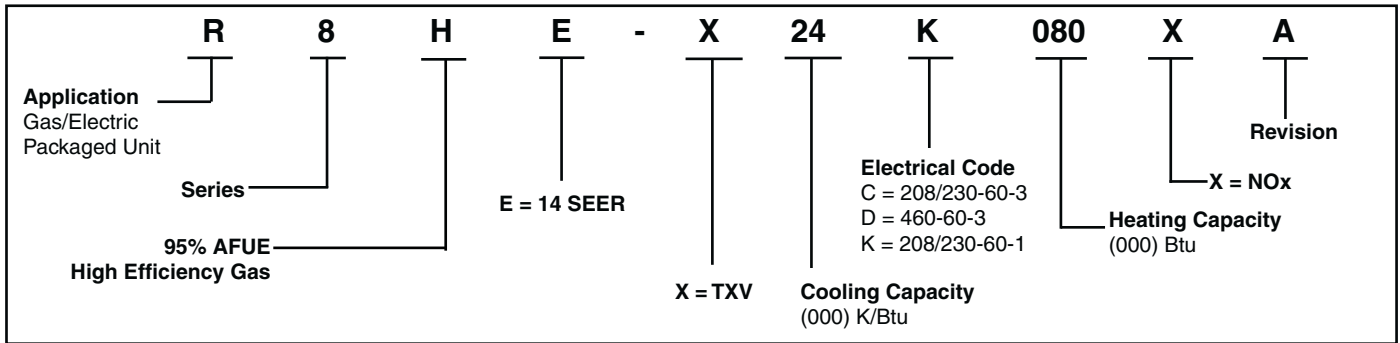 R 8 H E - X 24 K 080 X A
Application
Gas/Electric
Packaged Unit
Series
95% AFUE
High Efficiency Gas
E = 14 SEER
X = TXV
Cooling Capacity
(000) K/Btu
Electrical Code
C = 208/230-60-3
D = 460-60-3
K = 208/230-60-1
Heating Capacity
(000) Btu
X = NOx
Revision